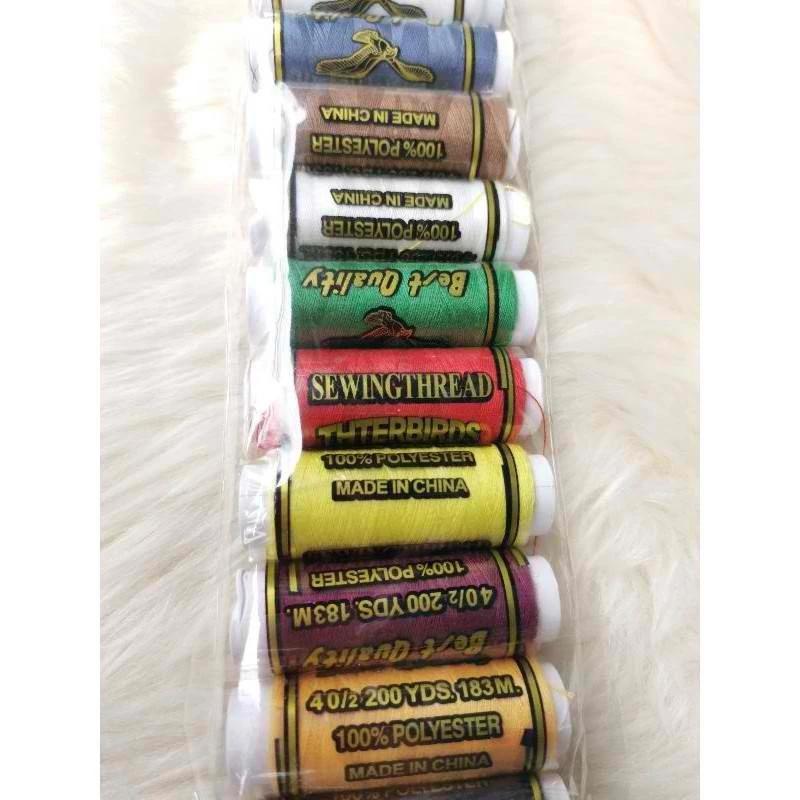 Best Quality
MADE IN CHINA
100% POLYESTER
MADE IN CHINA
100% POLYESTER
Best Quality
SEWINGTHREAD
THTERBIRDS
100% POLYESTER
MADE IN CHINA
100% POLYESTER
40/2 200 YDS. 183M.
Best Quality
40/2 200 YDS. 183M.
100% POLYESTER
MADE IN CHINA